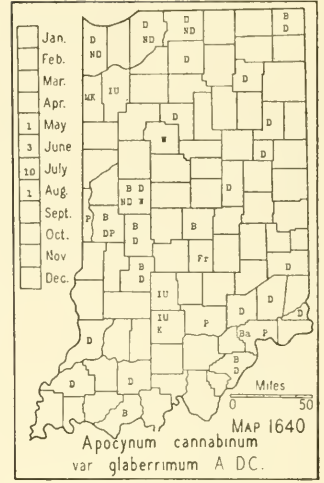 Jan.
Feb.
Mar.
Apr.
1 May
3 June
10 July
1 Aug.
Sept.
Oct.
Nov
Dec.
D
ND
D
ND
B
D
D
D
WK IU
D
W
D
D
B D
ND W
D
P B
DP
B
D
B
Fr
D
B
D
IU
D
D
D
IU
K
P
Ba P
D
B
D
D
D
B
Miles
0 50
MAP 1640
Apocynum cannabinum
var glaberrimum A DC.